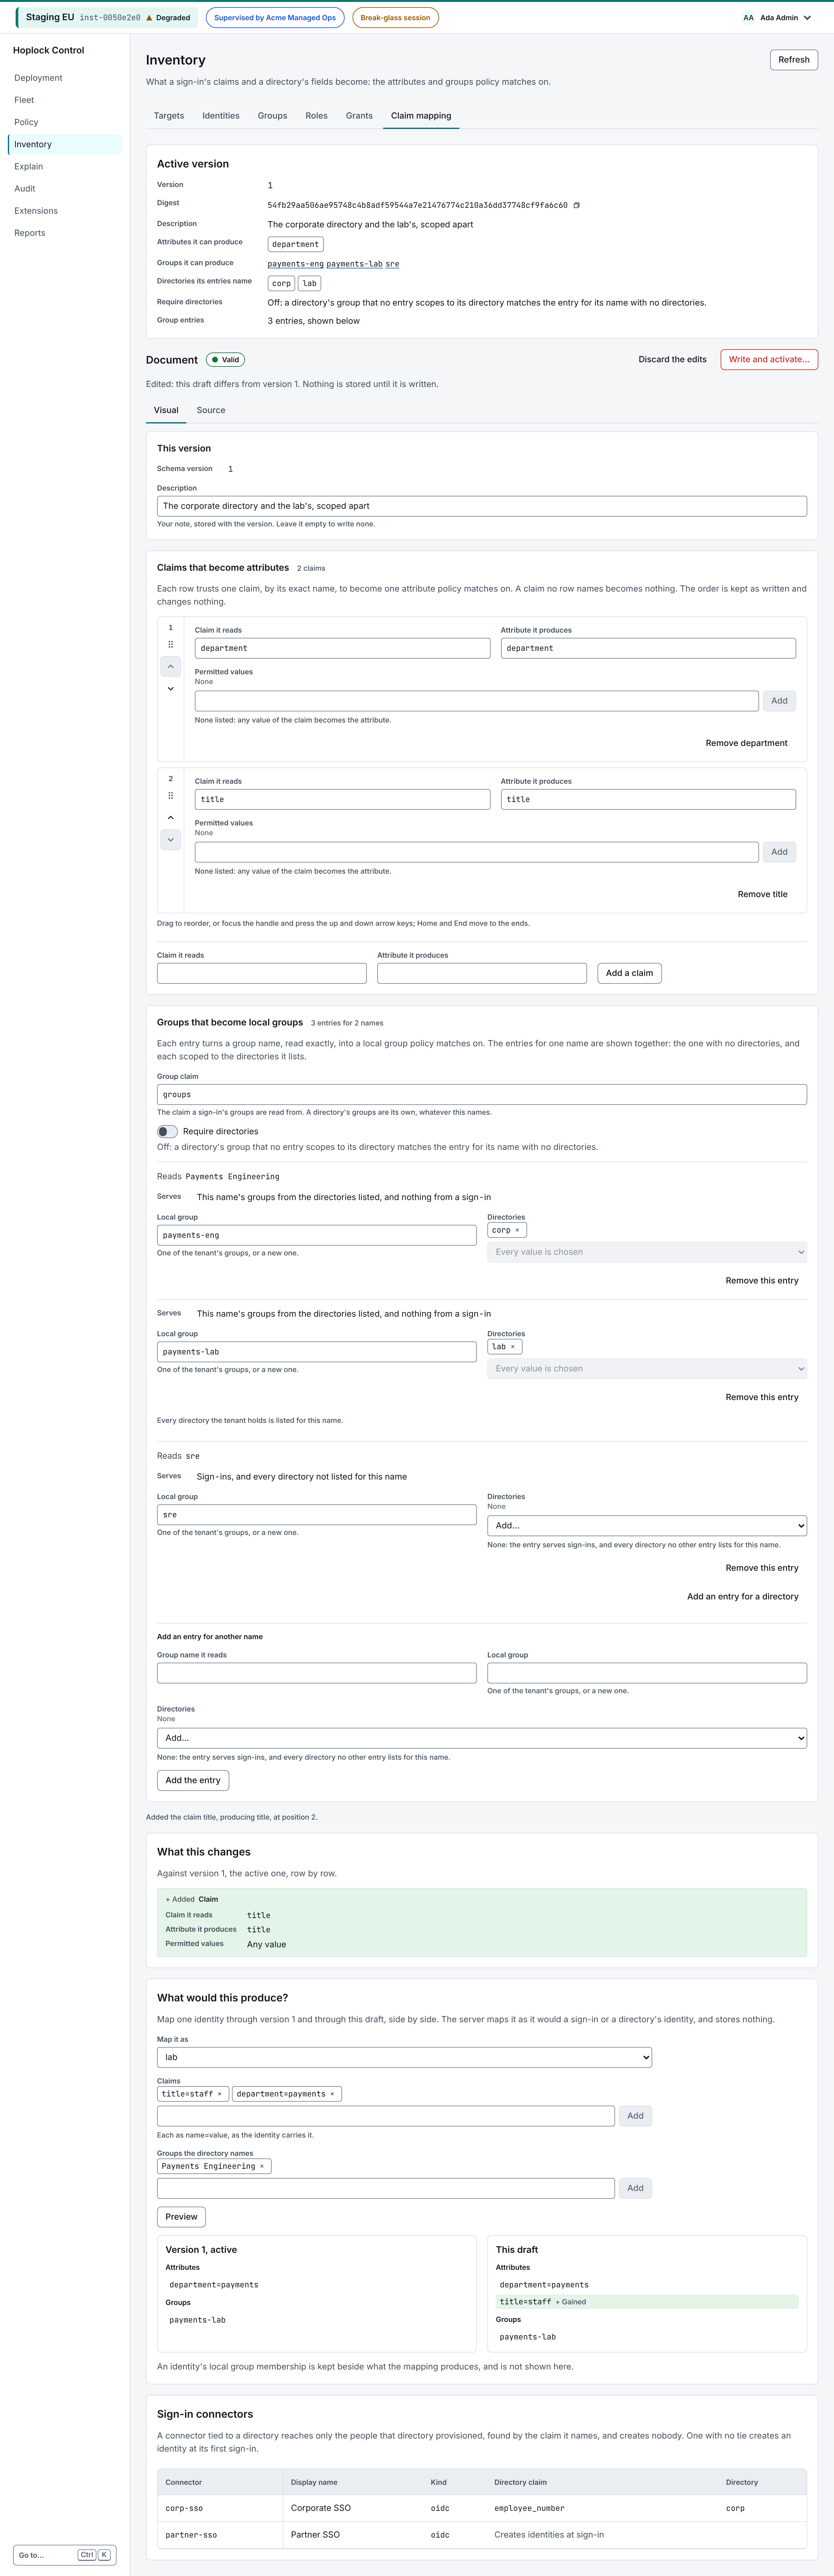 Staging EU inst-0050e2e0 Degraded Supervised by Acme Managed Ops Break-glass session AA Ada Admin
Hoplock Control
Deployment
Fleet
Policy
Inventory
Explain
Audit
Extensions
Reports
Go to... Ctrl K
Inventory
Refresh
What a sign-in's claims and a directory's fields become: the attributes and groups policy matches on.
Targets Identities Groups Roles Grants Claim mapping
Active version
Version 1
Digest 54fb29aa506ae95748c4b8adf59544a7e21476774c210a36dd37748cf9fa6c60
Description The corporate directory and the lab's, scoped apart
Attributes it can produce department
Groups it can produce payments-eng payments-lab sre
Directories its entries name corp lab
Require directories Off: a directory's group that no entry scopes to its directory matches the entry for its name with no directories.
Group entries 3 entries, shown below
Document Valid Discard the edits Write and activate...
Edited: this draft differs from version 1. Nothing is stored until it is written.
Visual Source
This version
Schema version 1
Description
The corporate directory and the lab's, scoped apart
Your note, stored with the version. Leave it empty to write none.
Claims that become attributes 2 claims
Each row trusts one claim, by its exact name, to become one attribute policy matches on. A claim no row names becomes nothing. The order is kept as written and
changes nothing.
1
Claim it reads Attribute it produces
department department
Permitted values
None
Add
None listed: any value of the claim becomes the attribute.
Remove department
2
Claim it reads Attribute it produces
title title
Permitted values
None
Add
None listed: any value of the claim becomes the attribute.
Remove title
Drag to reorder, or focus the handle and press the up and down arrow keys; Home and End move to the ends.
Claim it reads Attribute it produces
Add a claim
Groups that become local groups 3 entries for 2 names
Each entry turns a group name, read exactly, into a local group policy matches on. The entries for one name are shown together: the one with no directories, and
each scoped to the directories it lists.
Group claim
groups
The claim a sign-in's groups are read from. A directory's groups are its own, whatever this names.
Require directories
Off: a directory's group that no entry scopes to its directory matches the entry for its name with no directories.
Reads Payments Engineering
Serves This name's groups from the directories listed, and nothing from a sign-in
Local group Directories
payments-eng corp ×
Every value is chosen
One of the tenant's groups, or a new one.
Remove this entry
Serves This name's groups from the directories listed, and nothing from a sign-in
Local group Directories
payments-lab lab ×
Every value is chosen
One of the tenant's groups, or a new one.
Remove this entry
Every directory the tenant holds is listed for this name.
Reads sre
Serves Sign-ins, and every directory not listed for this name
Local group Directories
None
sre Add...
One of the tenant's groups, or a new one.
None: the entry serves sign-ins, and every directory no other entry lists for this name.
Remove this entry
Add an entry for a directory
Add an entry for another name
Group name it reads Local group
One of the tenant's groups, or a new one.
Directories
None
Add...
None: the entry serves sign-ins, and every directory no other entry lists for this name.
Add the entry
Added the claim title, producing title, at position 2.
What this changes
Against version 1, the active one, row by row.
+ Added Claim
Claim it reads title
Attribute it produces title
Permitted values Any value
What would this produce?
Map one identity through version 1 and through this draft, side by side. The server maps it as it would a sign-in or a directory's identity, and stores nothing.
Map it as
lab
Claims
title=staff × department=payments ×
Add
Each as name=value, as the identity carries it.
Groups the directory names
Payments Engineering ×
Add
Preview
Version 1, active
Attributes
department=payments
Groups
payments-lab
This draft
Attributes
department=payments
title=staff + Gained
Groups
payments-lab
An identity's local group membership is kept beside what the mapping produces, and is not shown here.
Sign-in connectors
A connector tied to a directory reaches only the people that directory provisioned, found by the claim it names, and creates nobody. One with no tie creates an
identity at its first sign-in.
Connector Display name Kind Directory claim Directory
corp-sso Corporate SSO oidc employee_number corp
partner-sso Partner SSO oidc Creates identities at sign-in